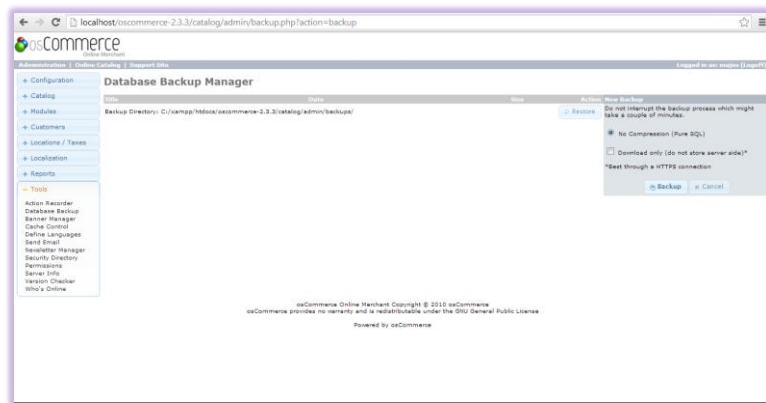 localhost/oscommerce-2.3.3/catalog/admin/backup.php?action=backup
osCommerce
Online Merchant
Administration | Online Catalog | Support Site
Logged in as: majox (Logoff)
+ Configuration
+ Catalog
+ Modules
+ Customers
+ Locations / Taxes
+ Localization
+ Reports
− Tools
Action Recorder
Database Backup
Banner Manager
Cache Control
Define Languages
Send Email
Newsletter Manager
Security Directory Permissions
Server Info
Version Checker
Who's Online
Database Backup Manager
Title Date Size Action
Backup Directory: C:/xampp/htdocs/oscommerce-2.3.3/catalog/admin/backups/
Restore
New Backup
Do not interrupt the backup process which might
take a couple of minutes.
No Compression (Pure SQL)
Download only (do not store server side)*
*Best through a HTTPS connection
Backup
Cancel
osCommerce Online Merchant Copyright © 2010 osCommerce
osCommerce provides no warranty and is redistributable under the GNU General Public License
Powered by osCommerce